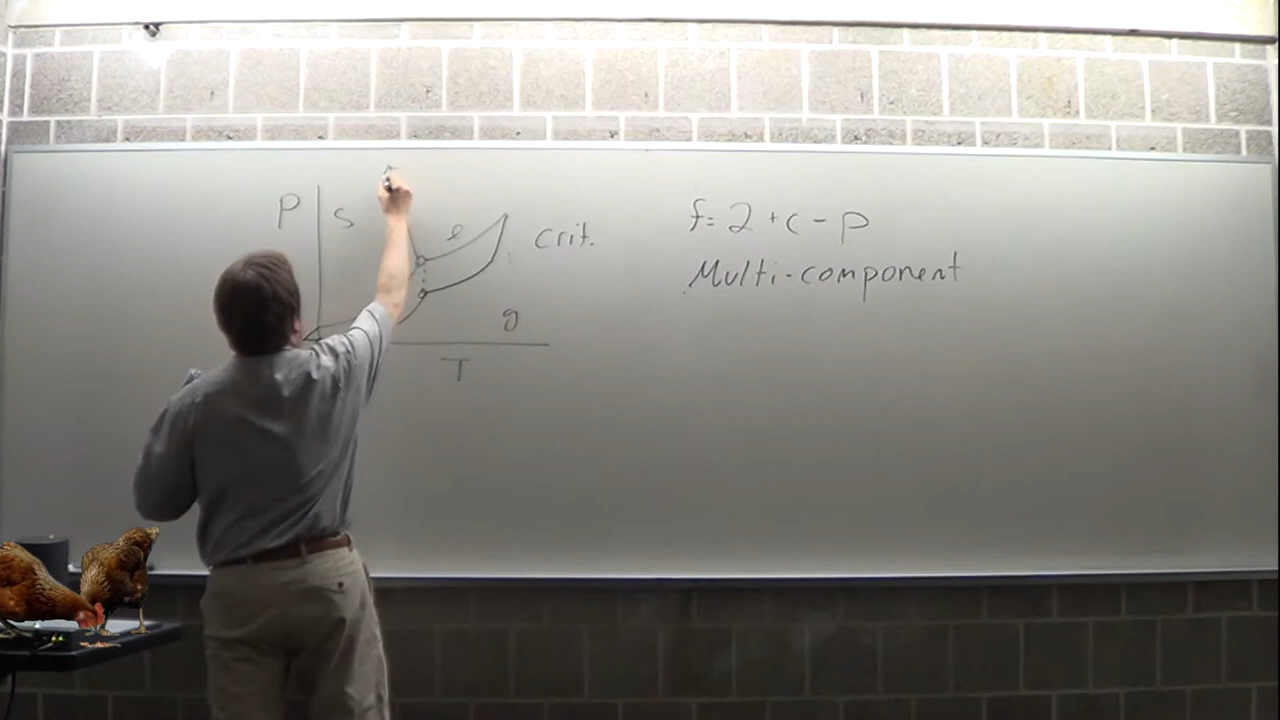 P
S
l
Crit.
g
T
f= 2 + c - p
Multi-component